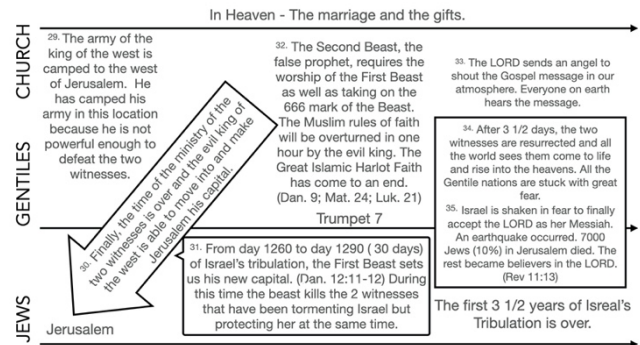 In Heaven - The marriage and the gifts.
CHURCH
GENTILES
JEWS
29. The army of the
king of the west is
camped to the west
of Jerusalem. He
has camped his
army in this location
because he is not
powerful enough to
defeat the two
witnesses.
30. Finally, the time of the ministry of the
two witnesses is over and the evil king of
the west is able to move into and make
Jerusalem his capital.
Jerusalem
32. The Second Beast, the
false prophet, requires the
worship of the First Beast
as well as taking on the
666 mark of the Beast.
The Muslim rules of faith
will be overturned in one
hour by the evil king. The
Great Islamic Harlot Faith
has come to an end.
(Dan. 9; Mat. 24; Luk. 21)
Trumpet 7
31. From day 1260 to day 1290 ( 30 days)
of Israel's tribulation, the First Beast sets
us his new capital. (Dan. 12:11-12) During
this time the beast kills the 2 witnesses
that have been tormenting Israel but
protecting her at the same time.
33. The LORD sends an angel to
shout the Gospel message in our
atmosphere. Everyone on earth
hears the message.
34. After 3 1/2 days, the two
witnesses are resurrected and all
the world sees them come to life
and rise into the heavens. All the
Gentile nations are stuck with great
fear.
35. Israel is shaken in fear to finally
accept the LORD as her Messiah.
An earthquake occurred. 7000
Jews (10%) in Jerusalem died. The
rest became believers in the LORD.
(Rev 11:13)
The first 3 1/2 years of Isreal's
Tribulation is over.